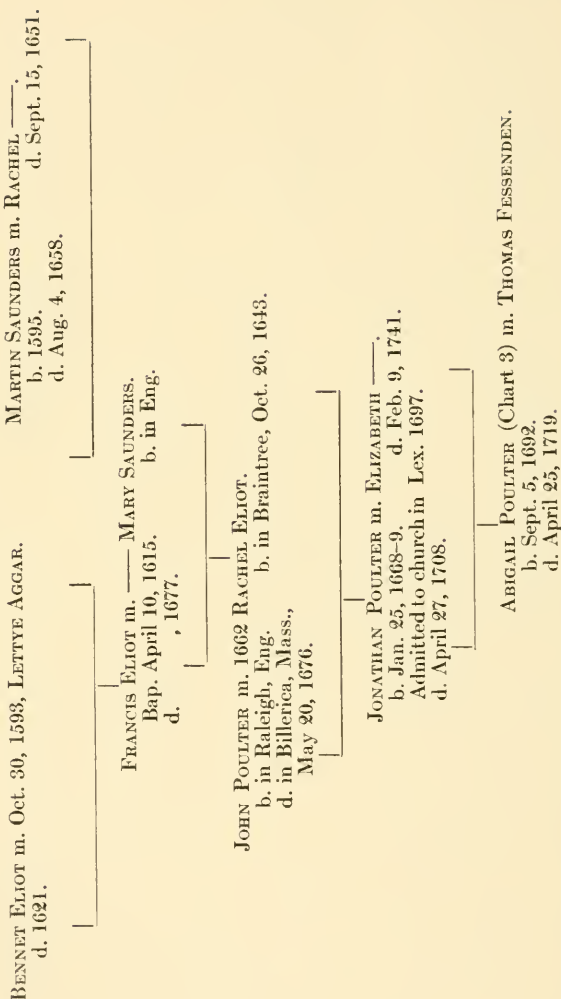 BENNET ELIOT m. Oct. 30, 1593, LETTYE AGGAR.
d. 1621.
MARTIN SAUNDERS m. RACHEL ——.
b. 1595. d. Sept. 15, 1651.
d. Aug. 4, 1658.
FRANCIS ELIOT m. —— MARY SAUNDERS.
Bap. April 10, 1615. b. in Eng.
d. , 1677.
JOHN POULTER m. 1662 RACHEL ELIOT.
b. in Raleigh, Eng. b. in Braintree, Oct. 26, 1643.
d. in Billerica, Mass.,
May 20, 1676.
JONATHAN POULTER m. ELIZABETH ——.
b. Jan. 25, 1668–9. d. Feb. 9, 1741.
Admitted to church in Lex. 1697.
d. April 27, 1708.
ABIGAIL POULTER (Chart 3) m. THOMAS FESSENDEN.
b. Sept. 5, 1692.
d. April 25, 1719.